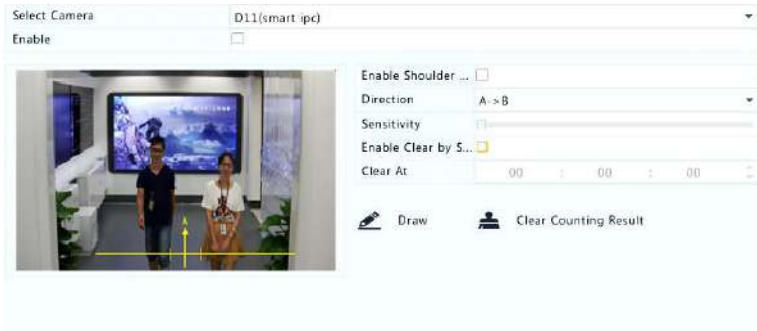 Select Camera D11(smart ipc)
Enable
Enable Shoulder ...
Direction A->B
Sensitivity
Enable Clear by S...
Clear At 00 : 00 : 00
A
Draw Clear Counting Result